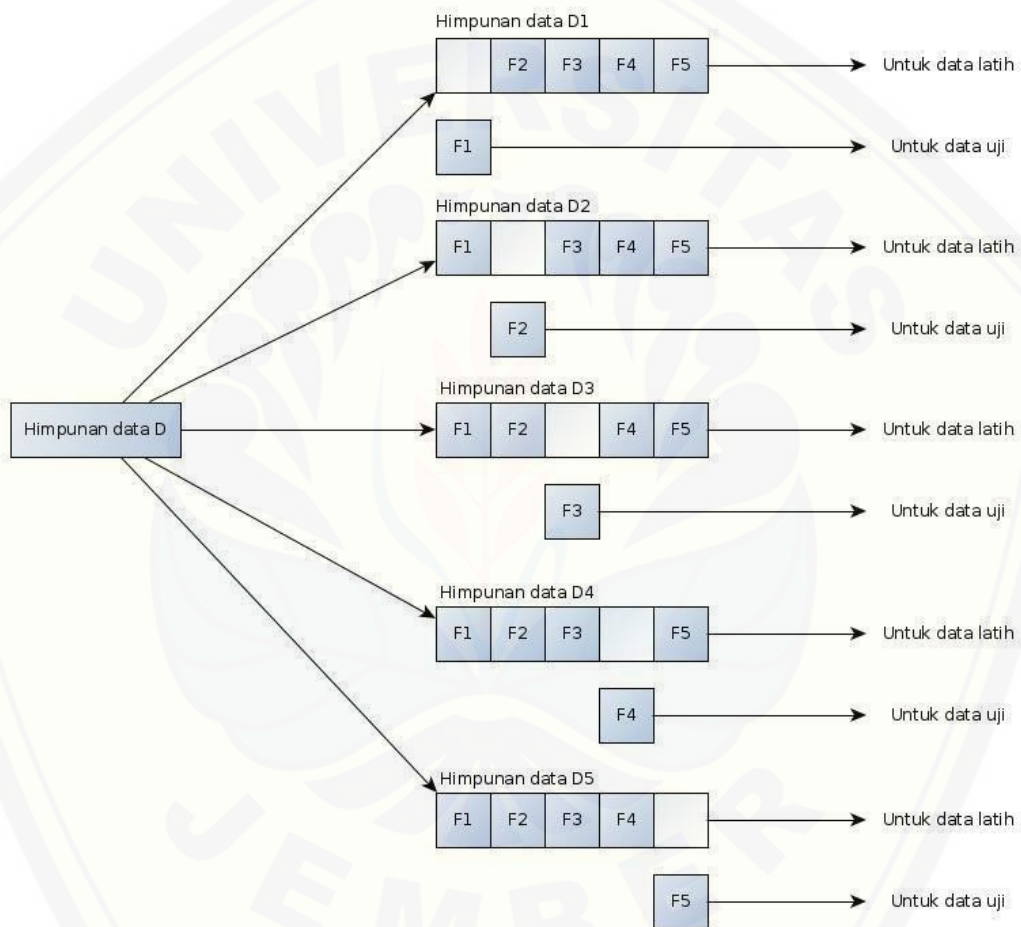 Himpunan data D1
F2 F3 F4 F5 Untuk data latih
F1 Untuk data uji
Himpunan data D2
F1 F3 F4 F5 Untuk data latih
F2 Untuk data uji
Himpunan data D3
Himpunan data D
F1 F2 F4 F5 Untuk data latih
F3 Untuk data uji
Himpunan data D4
F1 F2 F3 F5 Untuk data latih
F4 Untuk data uji
Himpunan data D5
F1 F2 F3 F4 Untuk data latih
F5 Untuk data uji
UNIVERSITAS
JEMBER